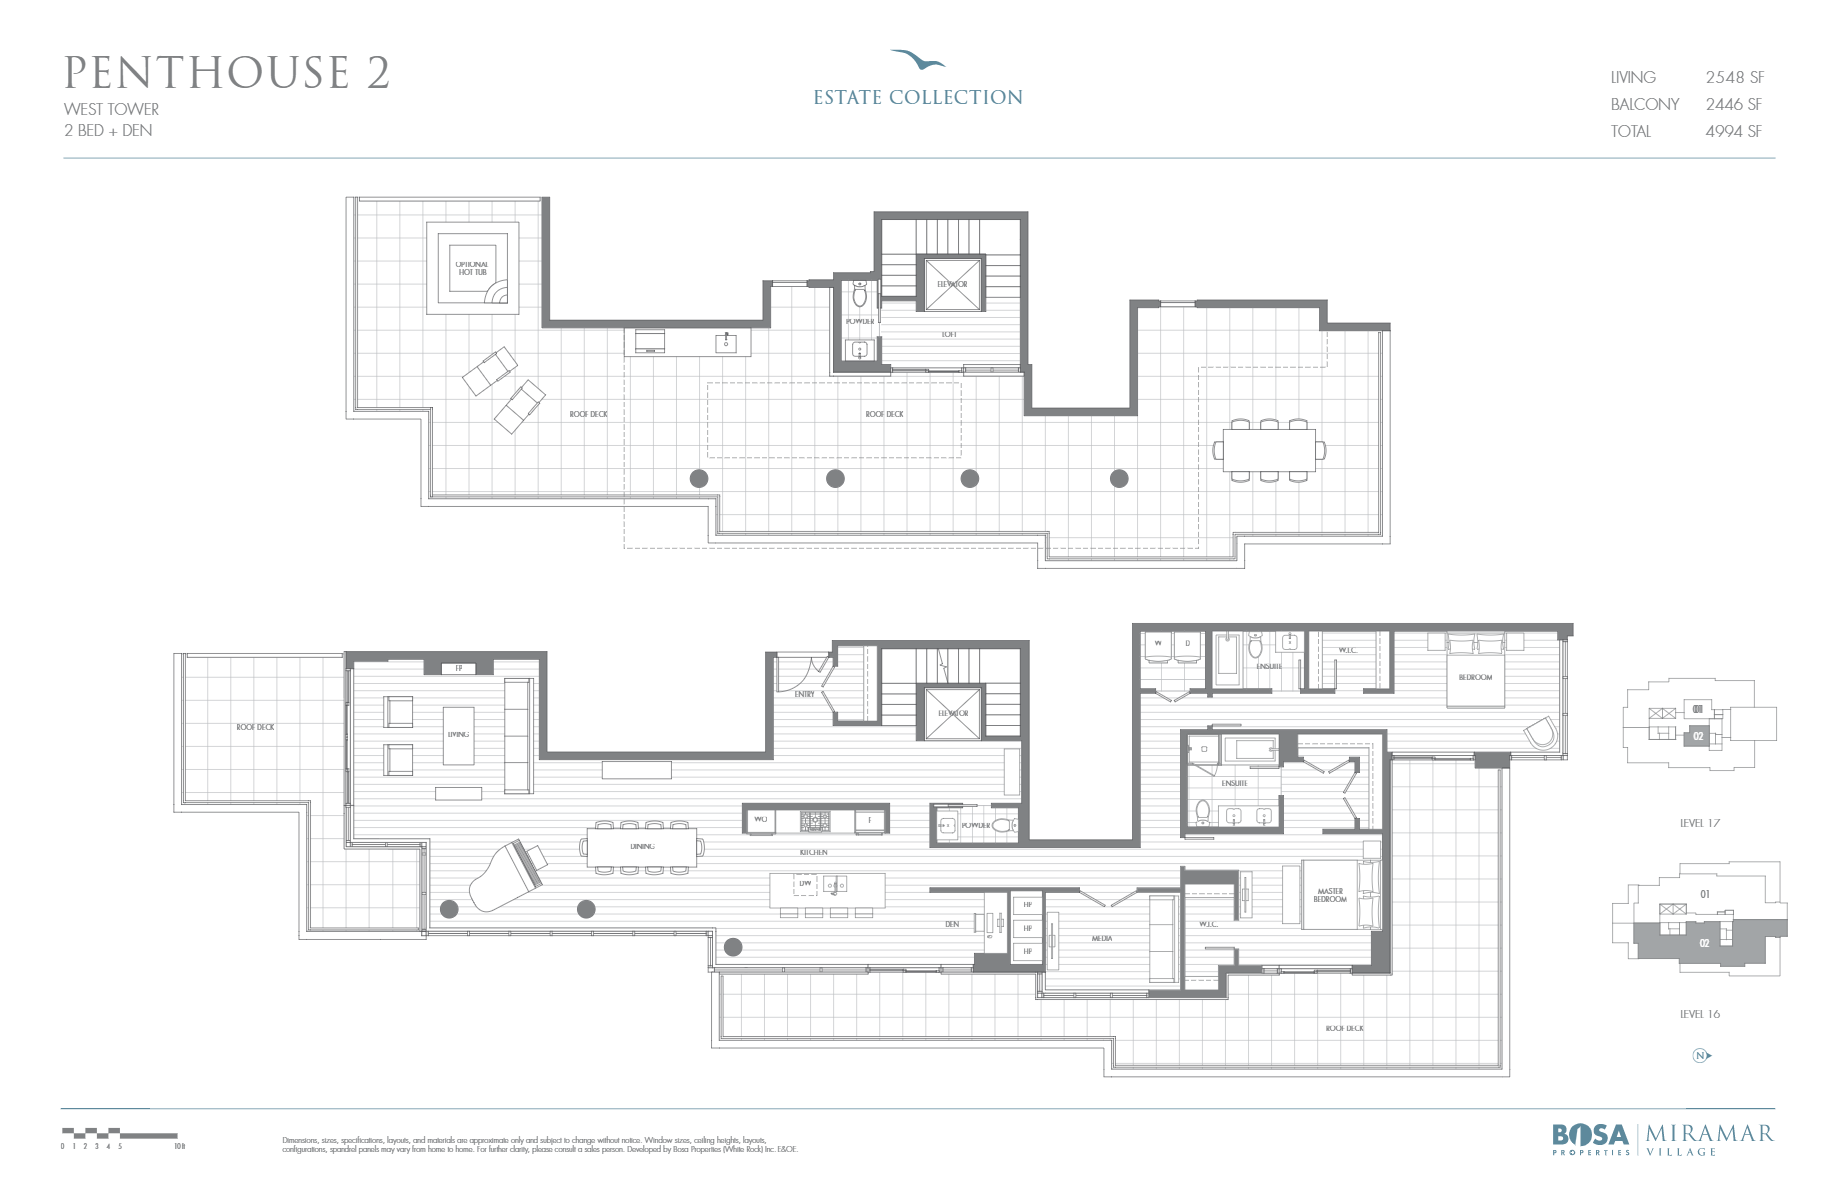 PENTHOUSE 2
WEST TOWER
2 BED + DEN
ESTATE COLLECTION
LIVING 2548 SF
BALCONY 2446 SF
TOTAL 4994 SF
OPTIONAL
HOT TUB
ELEVATOR
POWDER
LOFT
ROOF DECK
ROOF DECK
W
D
ENSUITE
W.I.C.
BEDROOM
FP
ENTRY
ELEVATOR
ROOF DECK
LIVING
ENSUITE
WO
F
POWDER
DINING
KITCHEN
DW
MASTER
BEDROOM
HP
HP
HP
DEN
MEDIA
W.I.C.
ROOF DECK
01
02
LEVEL 17
01
02
LEVEL 16
N
0 1 2 3 4 5 10ft
Dimensions, sizes, specifications, layouts, and materials are approximate only and subject to change without notice. Window sizes, ceiling heights, layouts,
configurations, spandrel panels may vary from home to home. For further clarity, please consult a sales person. Developed by Bosa Properties (White Rock) Inc. E&OE.
BOSA
PROPERTIES
MIRAMAR
VILLAGE